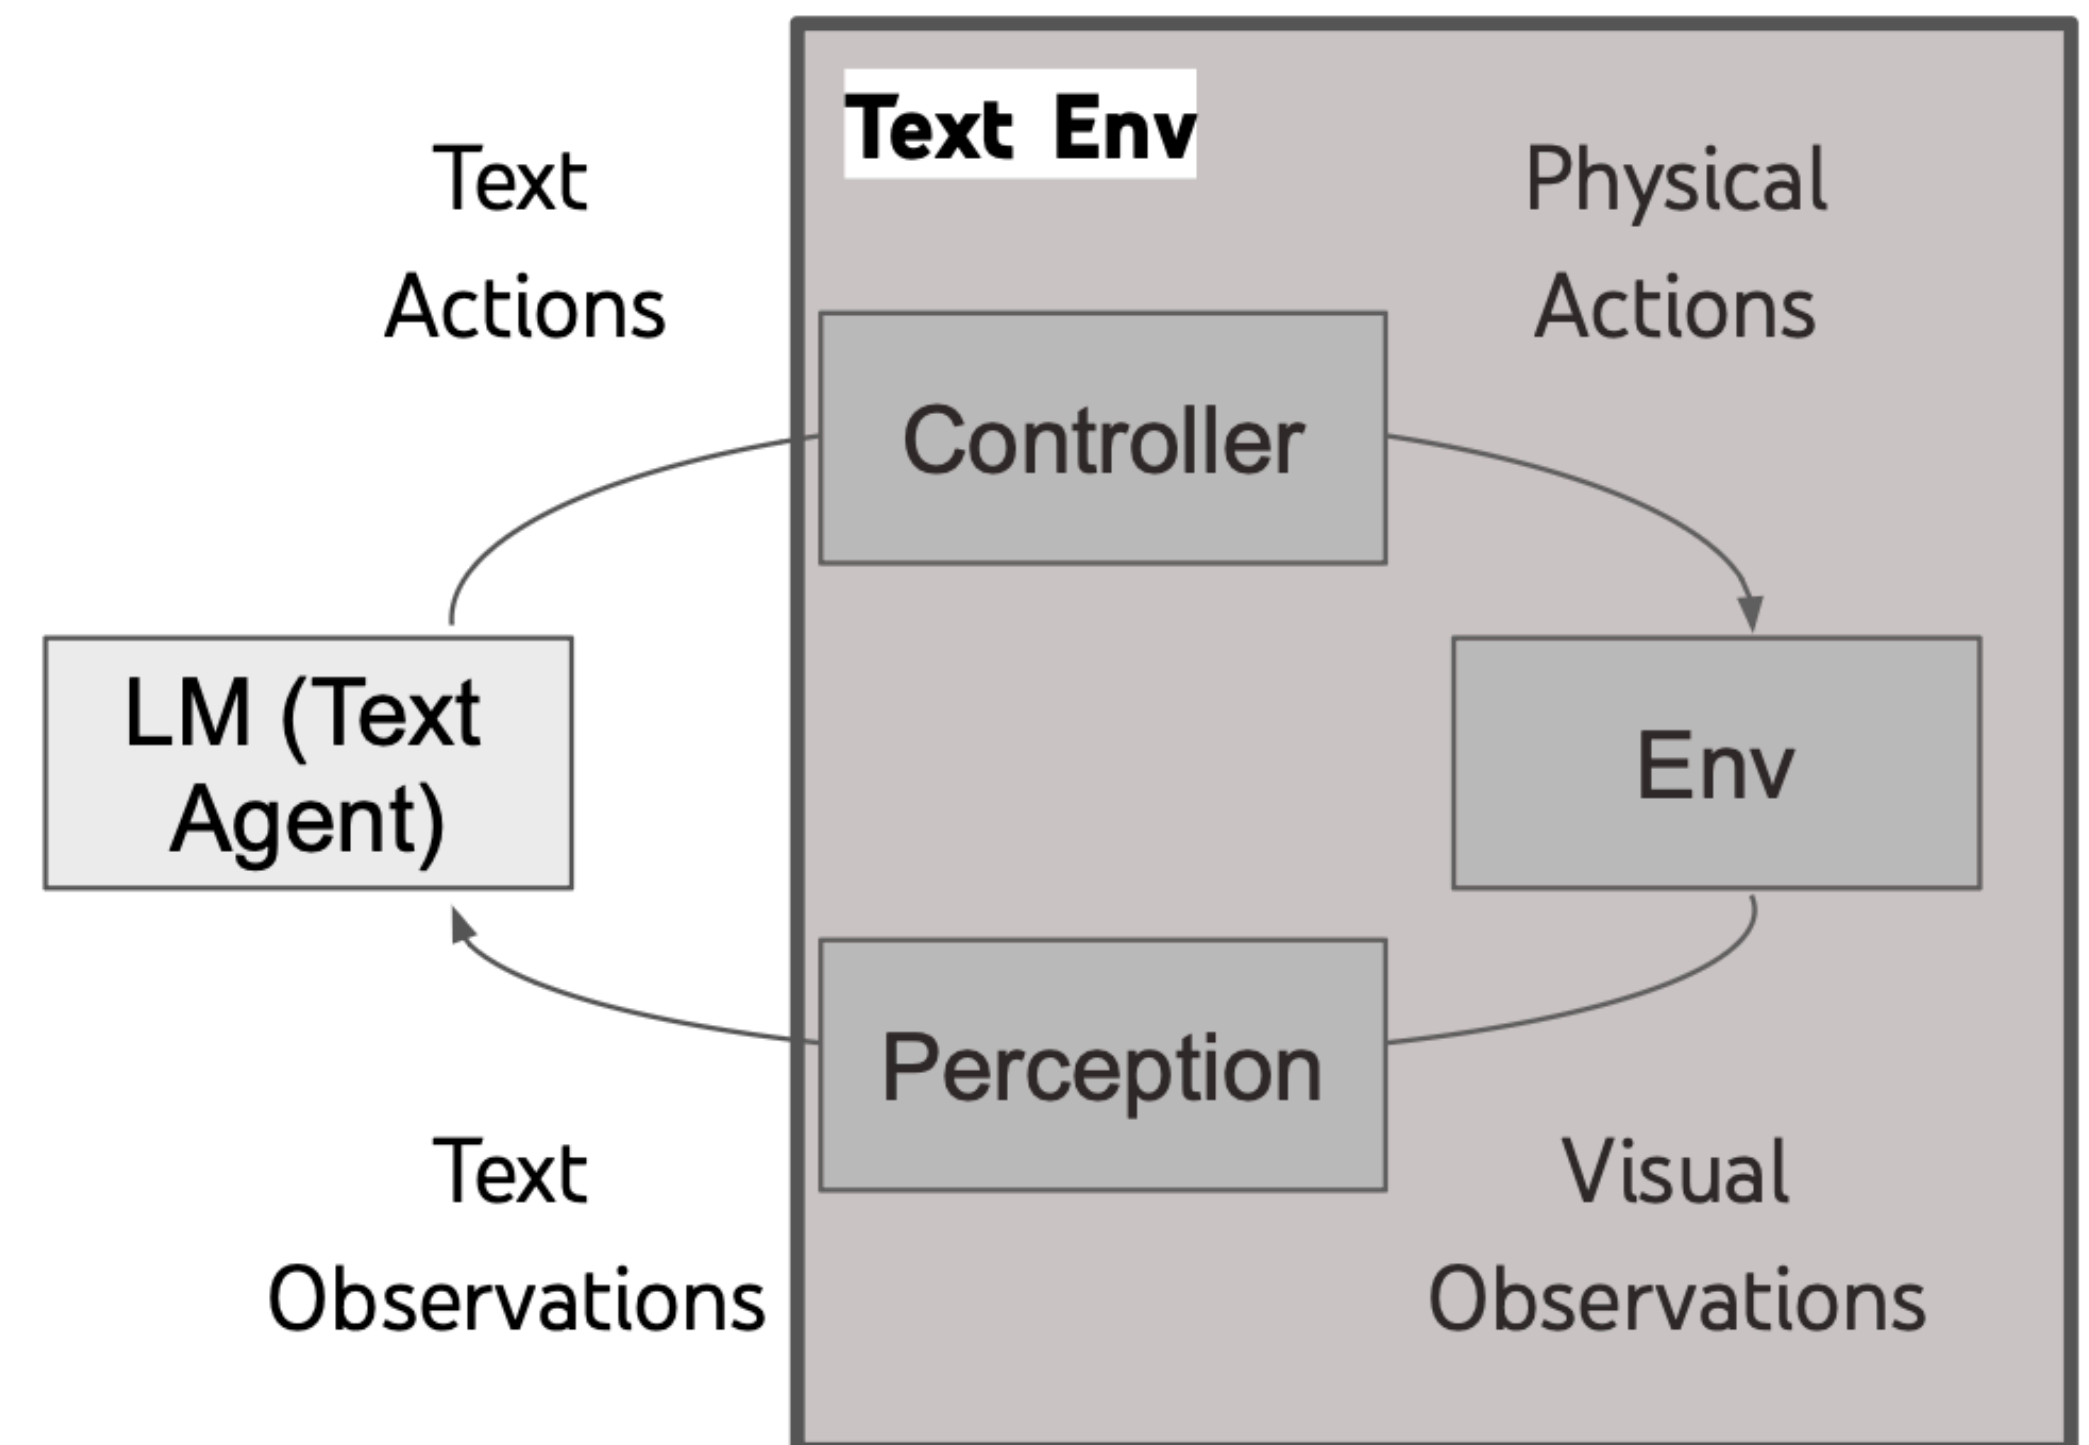 Text Env
Text
Actions
Physical
Actions
Controller
LM (Text
Agent)
Env
Perception
Text
Observations
Visual
Observations